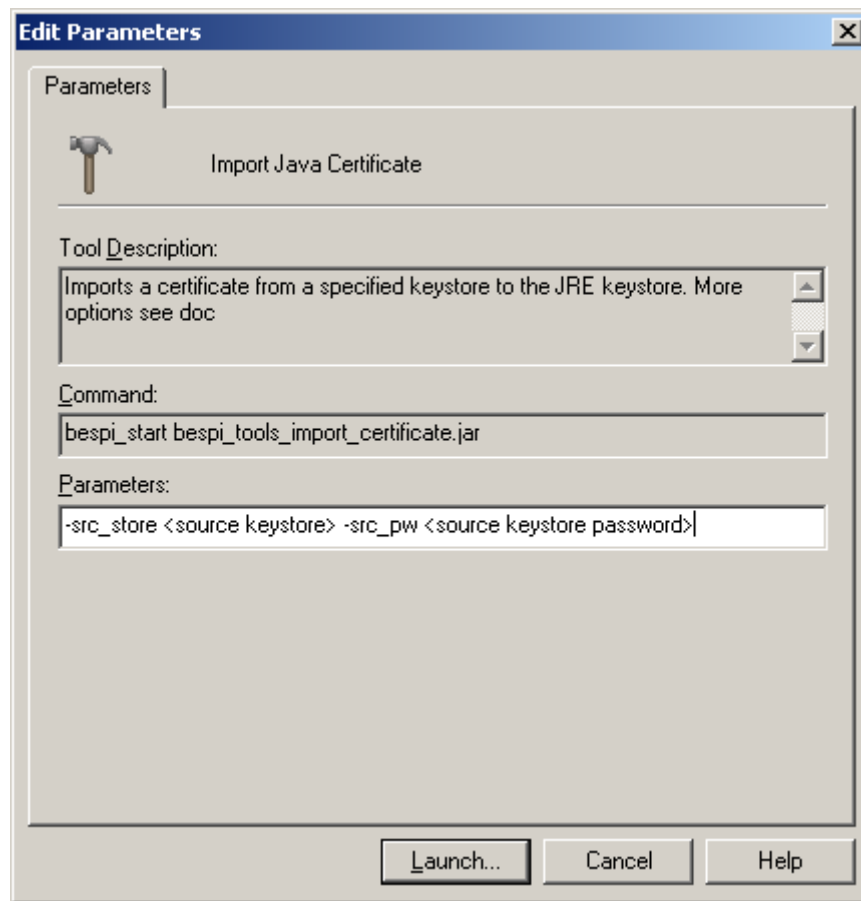 Edit Parameters
Parameters
Import Java Certificate
Tool Description:
Imports a certificate from a specified keystore to the JRE keystore. More
options see doc
Command:
bespi_start bespi_tools_import_certificate.jar
Parameters:
-src_store <source keystore> -src_pw <source keystore password>
Launch... Cancel Help